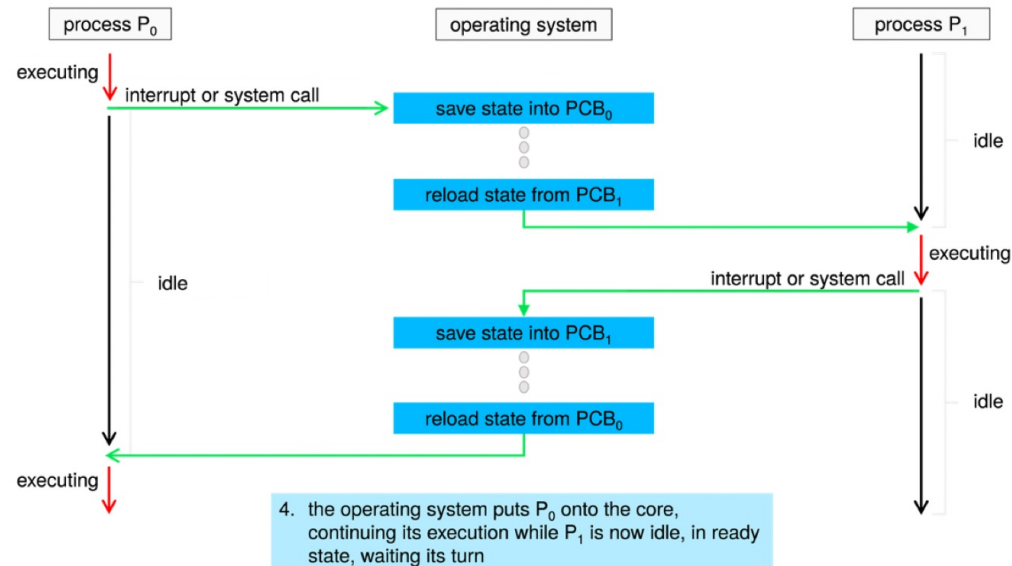 process P₀
operating system
process P₁
executing
interrupt or system call
save state into PCB₀
idle
reload state from PCB₁
executing
idle
interrupt or system call
save state into PCB₁
idle
reload state from PCB₀
executing
4. the operating system puts P₀ onto the core,
continuing its execution while P₁ is now idle, in ready
state, waiting its turn